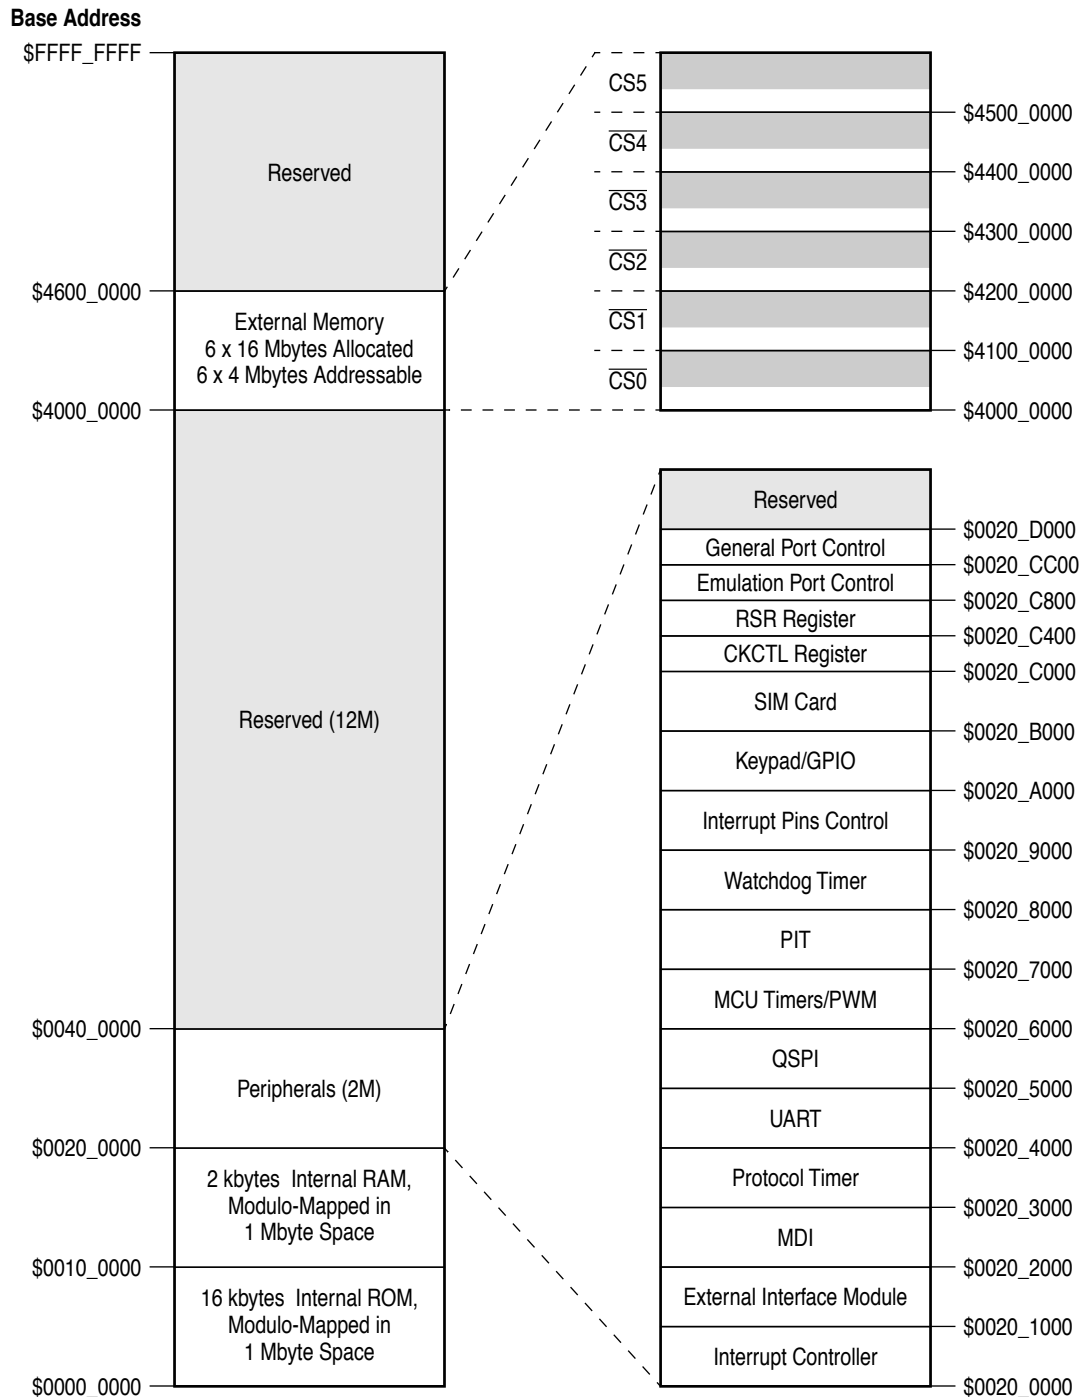 Base Address
$FFFF_FFFF
Reserved
$4600_0000
External Memory
6 x 16 Mbytes Allocated
6 x 4 Mbytes Addressable
$4000_0000
Reserved (12M)
$0040_0000
Peripherals (2M)
$0020_0000
2 kbytes Internal RAM,
Modulo-Mapped in
1 Mbyte Space
$0010_0000
16 kbytes Internal ROM,
Modulo-Mapped in
1 Mbyte Space
$0000_0000
CS5
$4500_0000
C̅S̅4̅
$4400_0000
C̅S̅3̅
$4300_0000
C̅S̅2̅
$4200_0000
C̅S̅1̅
$4100_0000
C̅S̅0̅
$4000_0000
Reserved
$0020_D000
General Port Control
$0020_CC00
Emulation Port Control
$0020_C800
RSR Register
$0020_C400
CKCTL Register
$0020_C000
SIM Card
$0020_B000
Keypad/GPIO
$0020_A000
Interrupt Pins Control
$0020_9000
Watchdog Timer
$0020_8000
PIT
$0020_7000
MCU Timers/PWM
$0020_6000
QSPI
$0020_5000
UART
$0020_4000
Protocol Timer
$0020_3000
MDI
$0020_2000
External Interface Module
$0020_1000
Interrupt Controller
$0020_0000